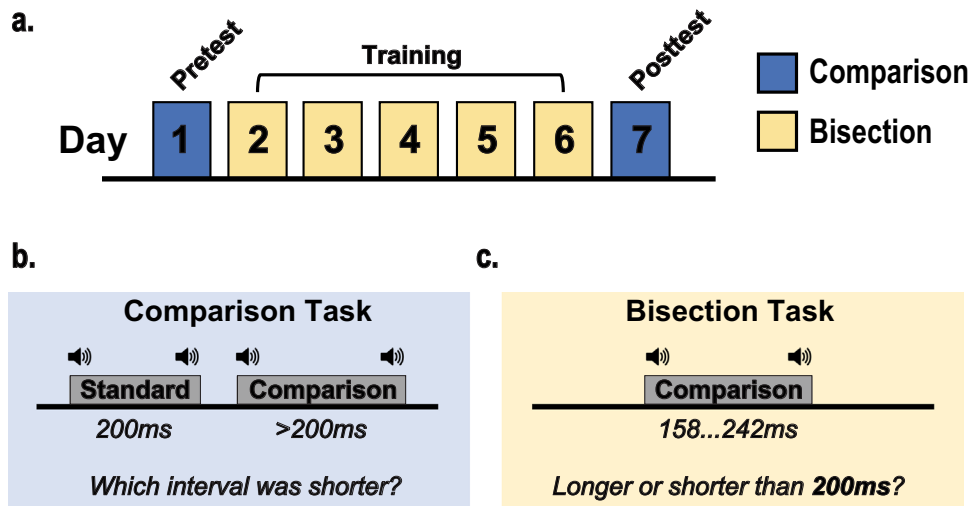 a.
Pretest
Training
Posttest
Day 1 2 3 4 5 6 7
Comparison
Bisection
b.
Comparison Task
Standard Comparison
200ms >200ms
Which interval was shorter?
c.
Bisection Task
Comparison
158...242ms
Longer or shorter than 200ms?